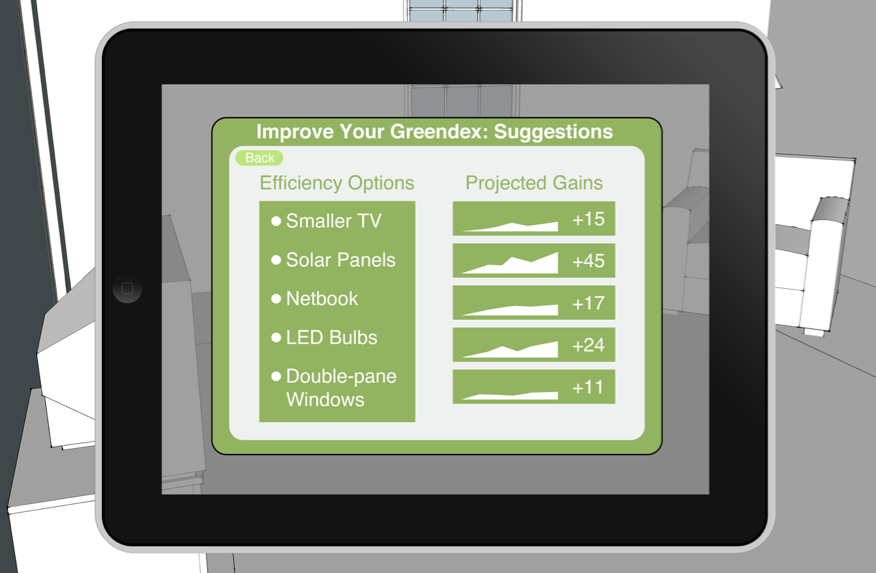 Improve Your Greendex: Suggestions
Back
Efficiency Options
Projected Gains
Smaller TV
+15
Solar Panels
+45
Netbook
+17
LED Bulbs
+24
Double-pane
Windows
+11